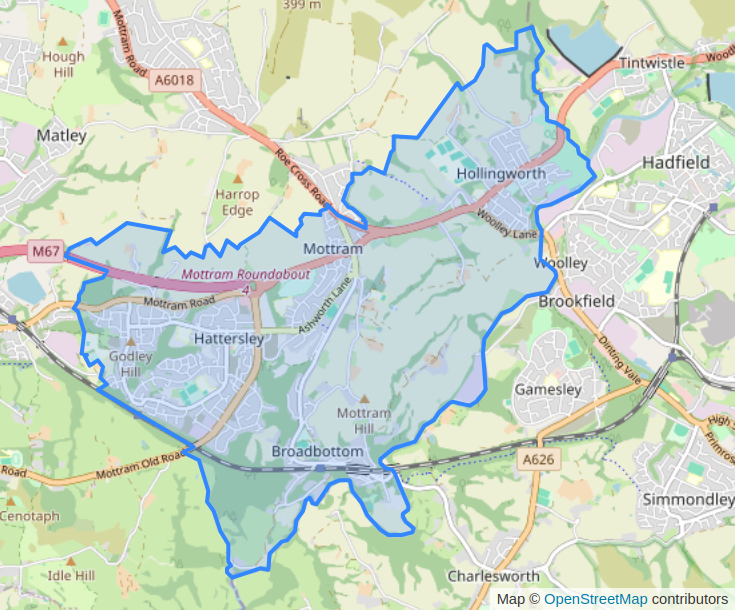 399 m
Hough
Hill
Mottram Road
A6018
Tintwistle
Woodh
Matley
Roe Cross Road
Hadfield
Harrop
Edge
Hollingworth
Woolley Lane
M67
Mottram
Woolley
Mottram Roundabout
4
Mottram Road
Brookfield
Ashworth Lane
Hattersley
Dinting Vale
Godley
Hill
Gamesley
Mottram
Hill
High S
Primros
Broadbottom
Mottram Old Road
Road
A626
Simmondley
Cenotaph
Idle Hill
Charlesworth
Map © OpenStreetMap contributors